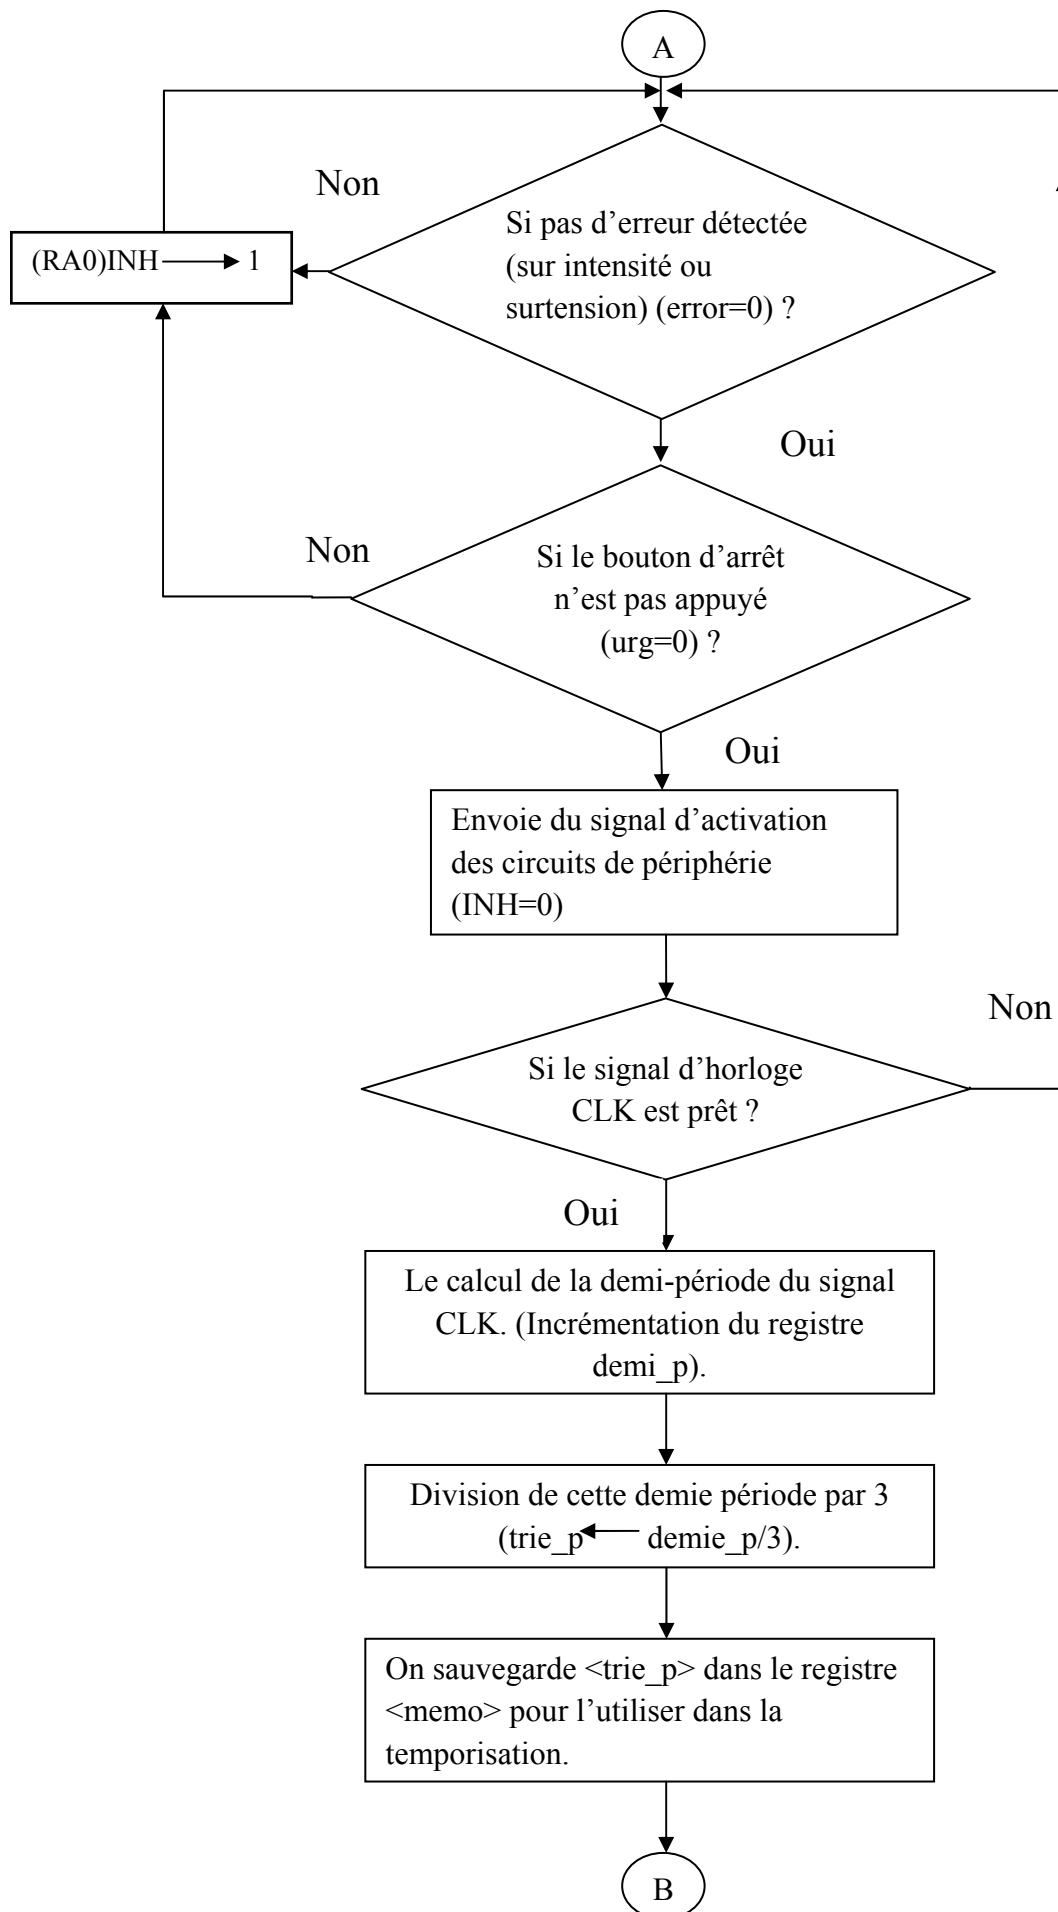 A
Non
Si pas d’erreur détectée
(sur intensité ou
surtension) (error=0) ?
(RA0)INH 1
Oui
Non
Si le bouton d’arrêt
n’est pas appuyé
(urg=0) ?
Oui
Envoie du signal d’activation
des circuits de périphérie
(INH=0)
Non
Si le signal d’horloge
CLK est prêt ?
Oui
Le calcul de la demi-période du signal
CLK. (Incrémentation du registre
demi_p).
Division de cette demie période par 3
(trie_p demie_p/3).
On sauvegarde <trie_p> dans le registre
<memo> pour l’utiliser dans la
temporisation.
B